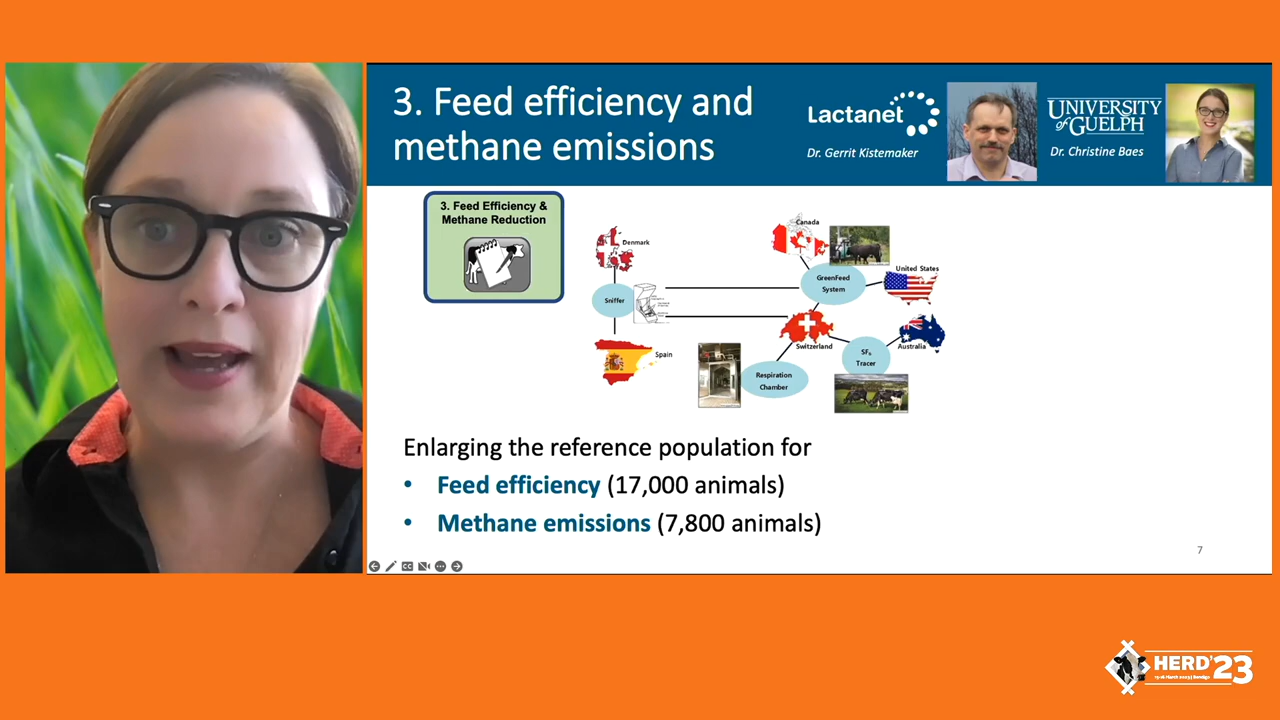 3. Feed efficiency and
methane emissions
Lactanet
Dr. Gerrit Kistemaker
UNIVERSITY
of GUELPH
Dr. Christine Baes
3. Feed Efficiency &
Methane Reduction
Denmark
Sniffer
Spain
Canada
GreenFeed
System
United States
Switzerland
Australia
SF₆
Tracer
Respiration
Chamber
Enlarging the reference population for
• Feed efficiency (17,000 animals)
• Methane emissions (7,800 animals)
7
CC
HERD'23